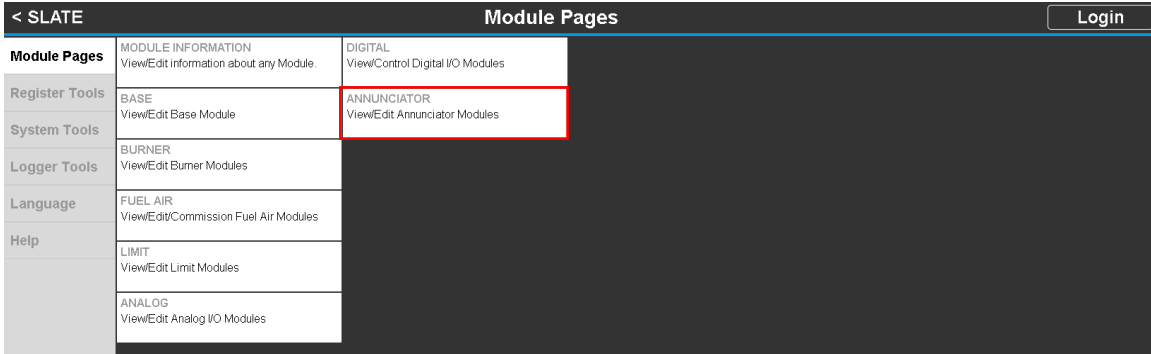 < SLATE
Module Pages
Login
Module Pages
Register Tools
System Tools
Logger Tools
Language
Help
MODULE INFORMATION
View/Edit information about any Module.
BASE
View/Edit Base Module
BURNER
View/Edit Burner Modules
FUEL AIR
View/Edit/Commission Fuel Air Modules
LIMIT
View/Edit Limit Modules
ANALOG
View/Edit Analog I/O Modules
DIGITAL
View/Control Digital I/O Modules
ANNUNCIATOR
View/Edit Annunciator Modules